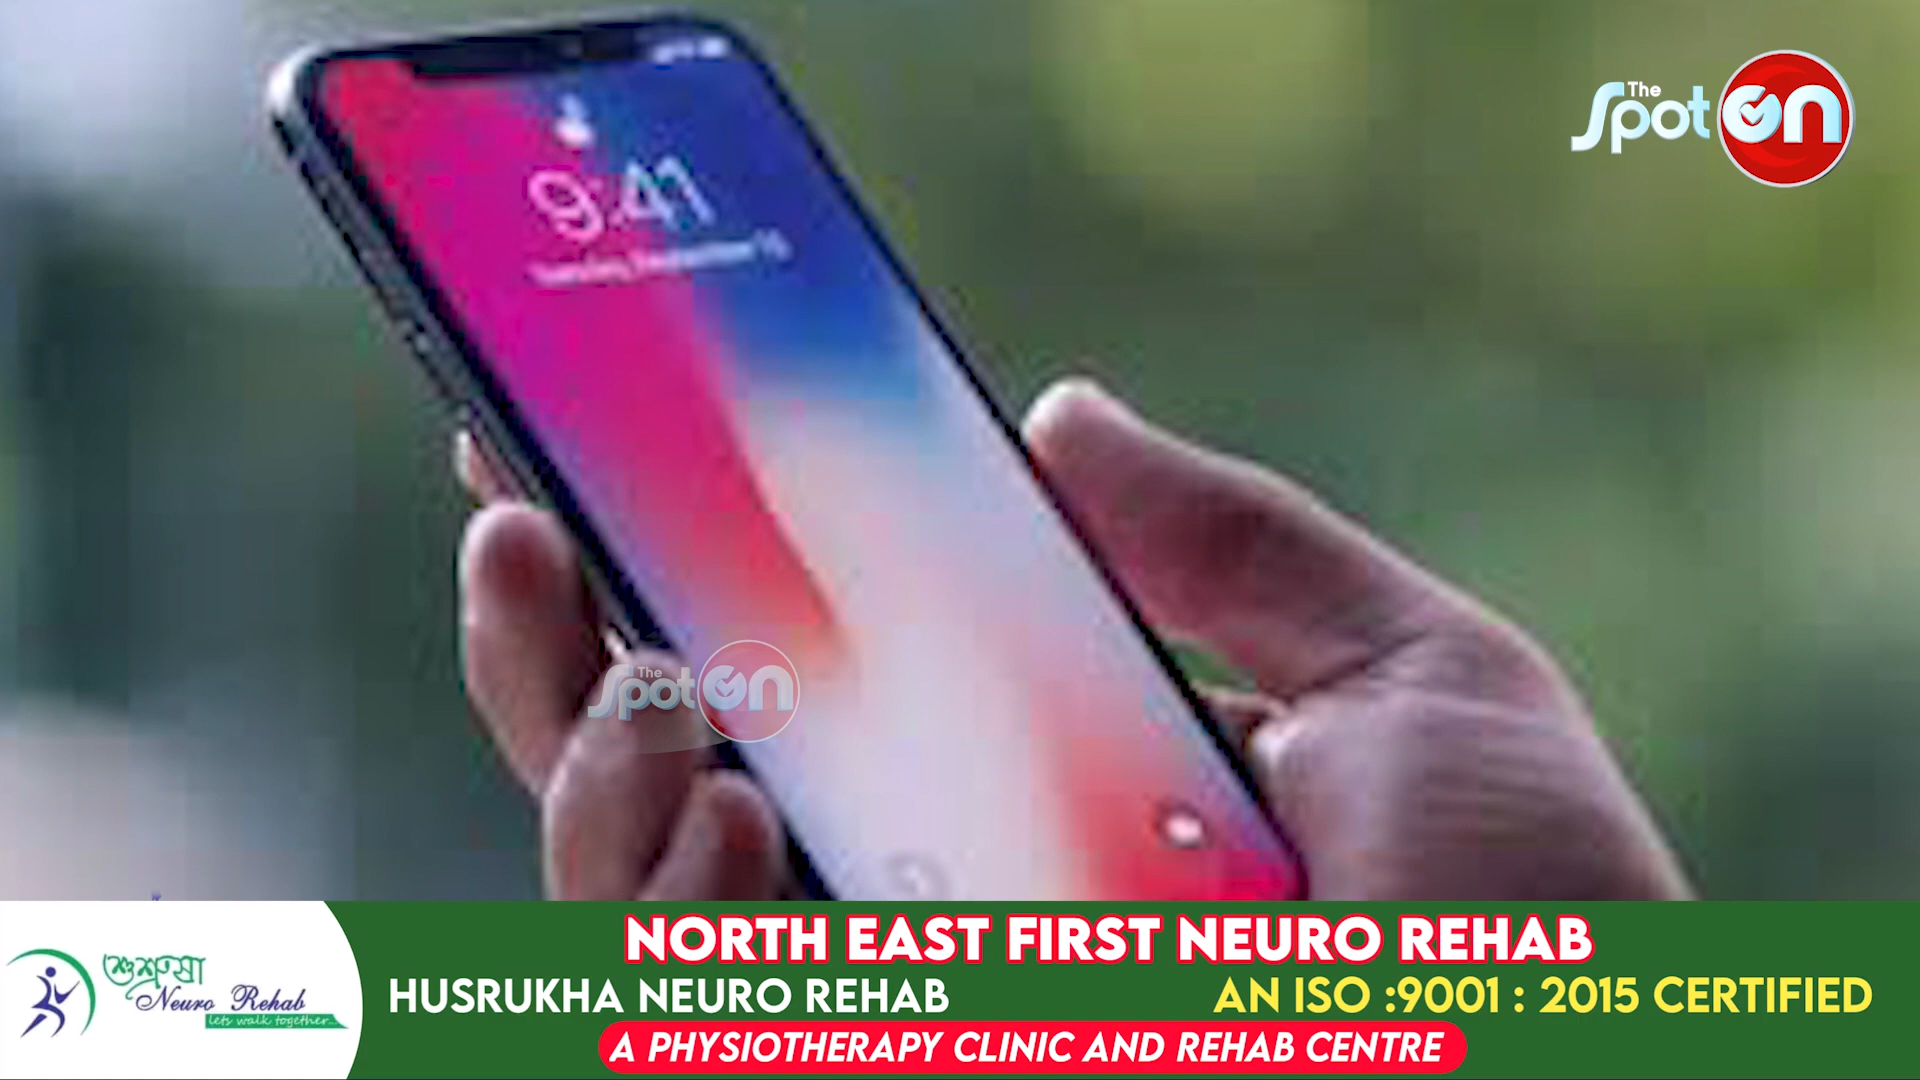 The Spot ON
9:41
The Spot ON
NORTH EAST FIRST NEURO REHAB
শুশ্রুষা
Neuro Rehab
lets walk together...
HUSRUKHA NEURO REHAB
AN ISO :9001 : 2015 CERTIFIED
A PHYSIOTHERAPY CLINIC AND REHAB CENTRE